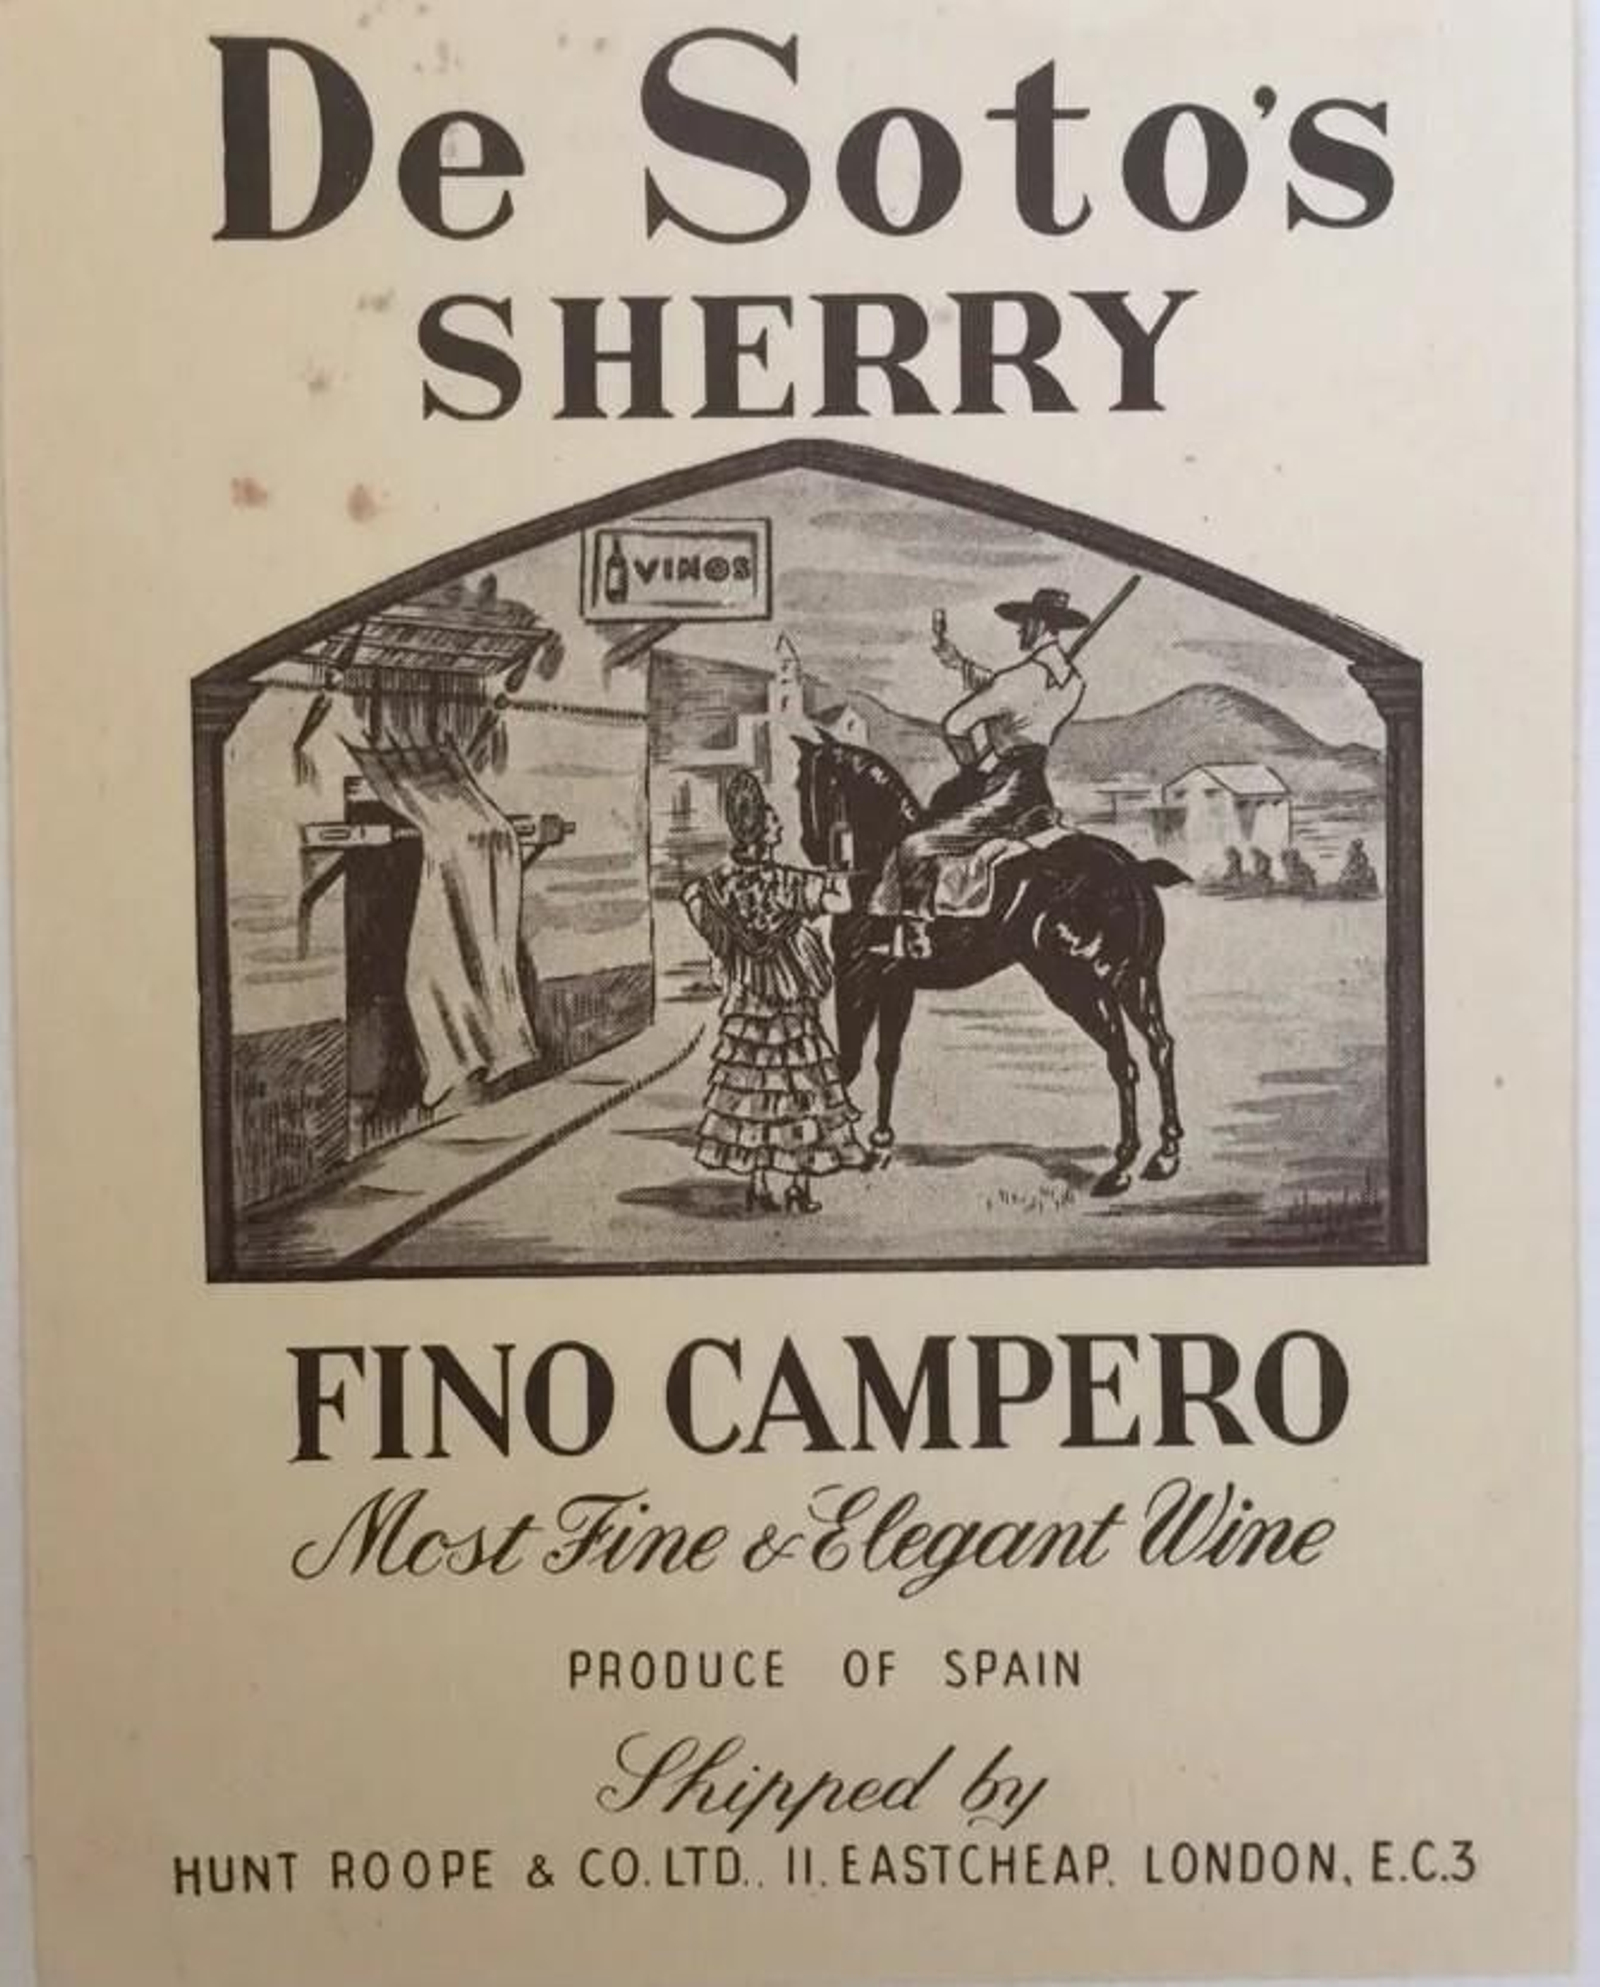 De Soto's
SHERRY
VINOS
FINO CAMPERO
Most Fine & Elegant Wine
PRODUCE OF SPAIN
Shipped by
HUNT ROOPE & CO. LTD., 11, EASTCHEAP, LONDON, E.C.3